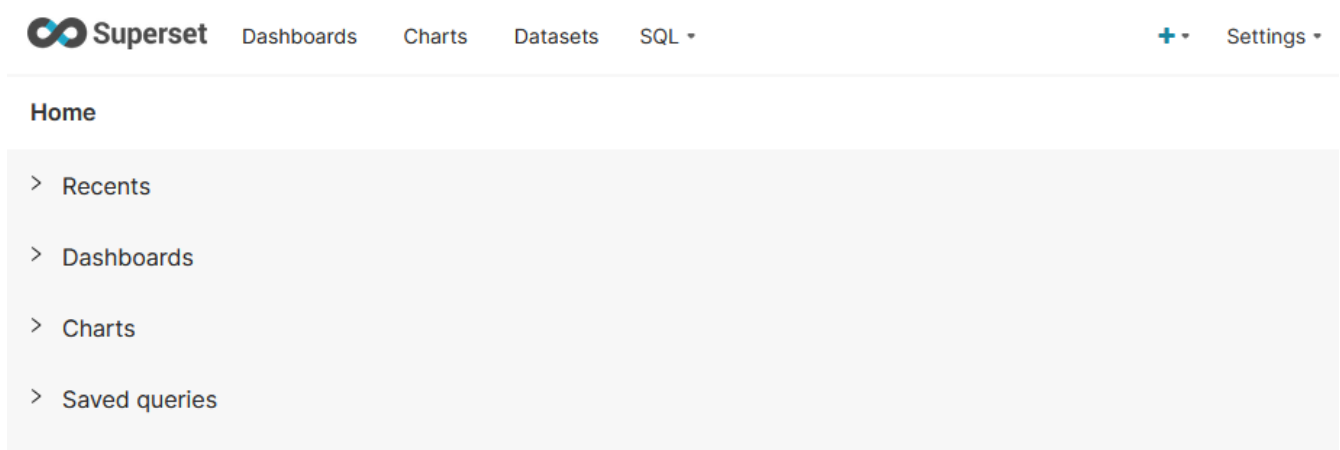 Superset Dashboards Charts Datasets SQL + Settings
Home
> Recents
> Dashboards
> Charts
> Saved queries